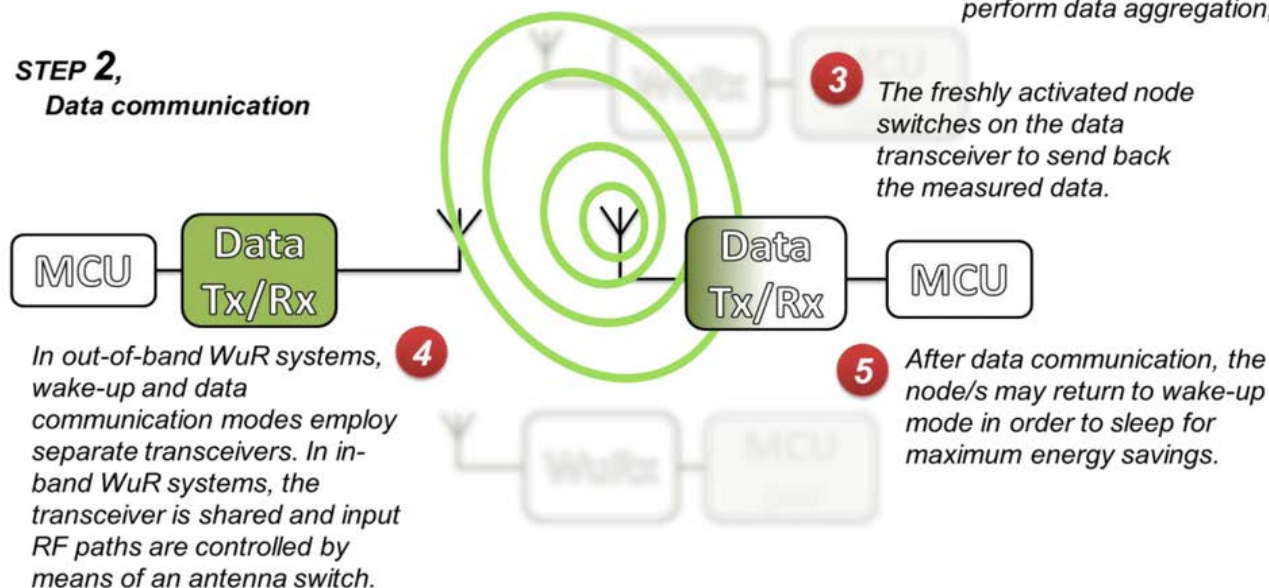 perform data aggregation,
STEP 2,
Data communication
WuRx
MCU
3
The freshly activated node
switches on the data
transceiver to send back
the measured data.
MCU
Data
Tx/Rx
Data
Tx/Rx
MCU
In out-of-band WuR systems,
wake-up and data
communication modes employ
separate transceivers. In in-
band WuR systems, the
transceiver is shared and input
RF paths are controlled by
means of an antenna switch.
4
5
After data communication, the
node/s may return to wake-up
mode in order to sleep for
maximum energy savings.
WuRx
MCU